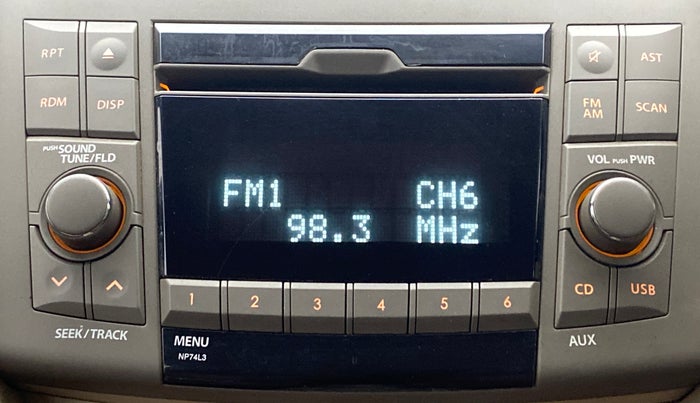 RPT
RDM DISP
PUSH SOUND
TUNE/FLD
SEEK/TRACK
FM1 CH6
98.3 MHz
1 2 3 4 5 6
MENU
NP74L3
AST
FM
AM
SCAN
VOL PUSH PWR
CD USB
AUX